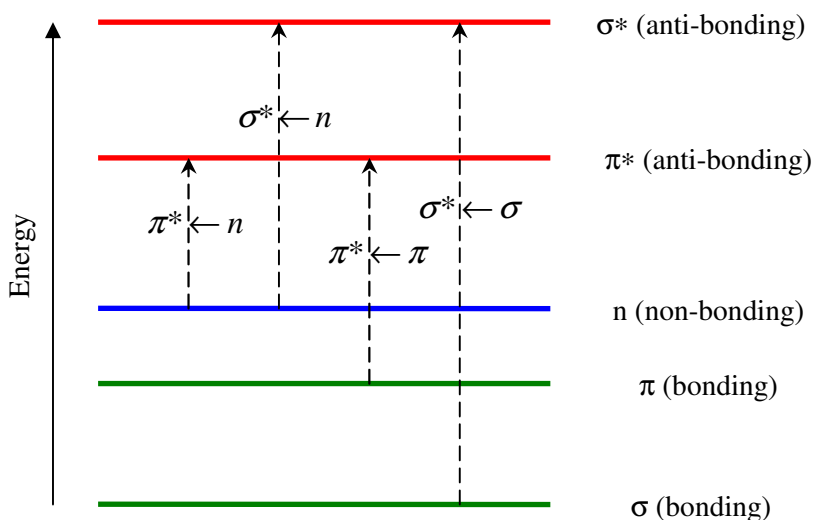 σ* (anti-bonding)
σ* ← n
π* (anti-bonding)
σ* ← σ
π* ← n
π* ← π
Energy
n (non-bonding)
π (bonding)
σ (bonding)